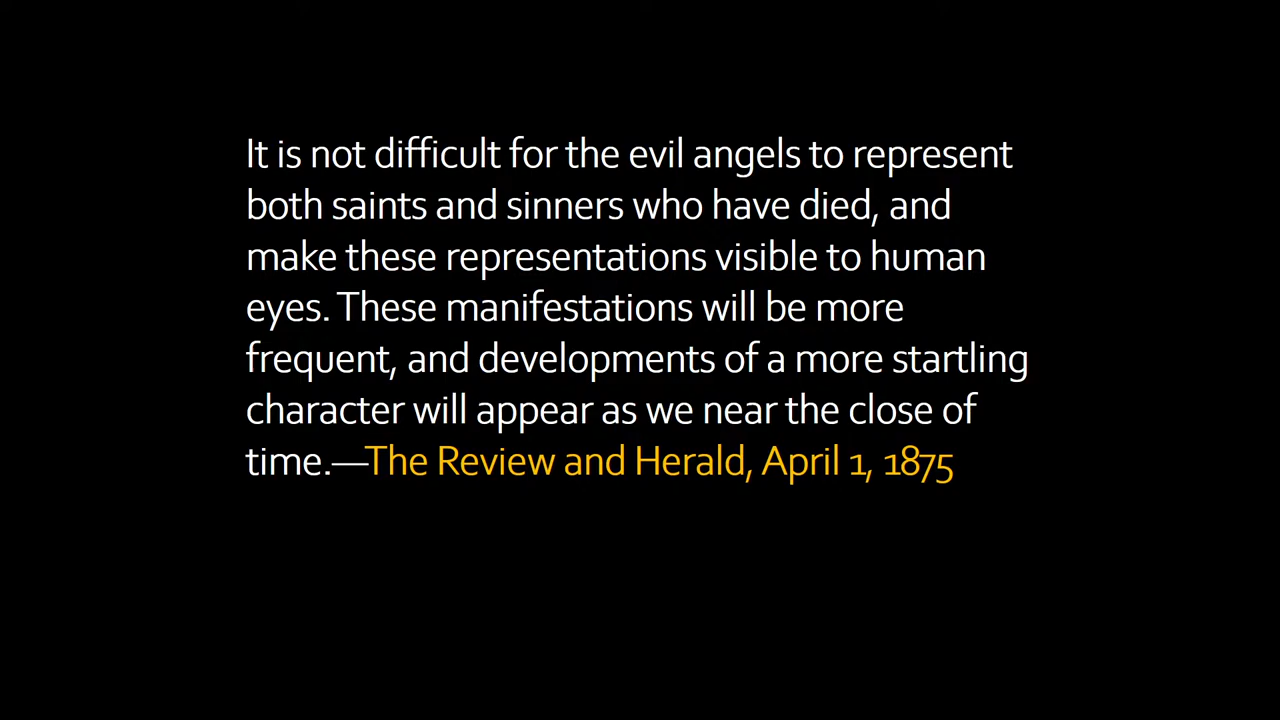 It is not difficult for the evil angels to represent
both saints and sinners who have died, and
make these representations visible to human
eyes. These manifestations will be more
frequent, and developments of a more startling
character will appear as we near the close of
time.—The Review and Herald, April 1, 1875